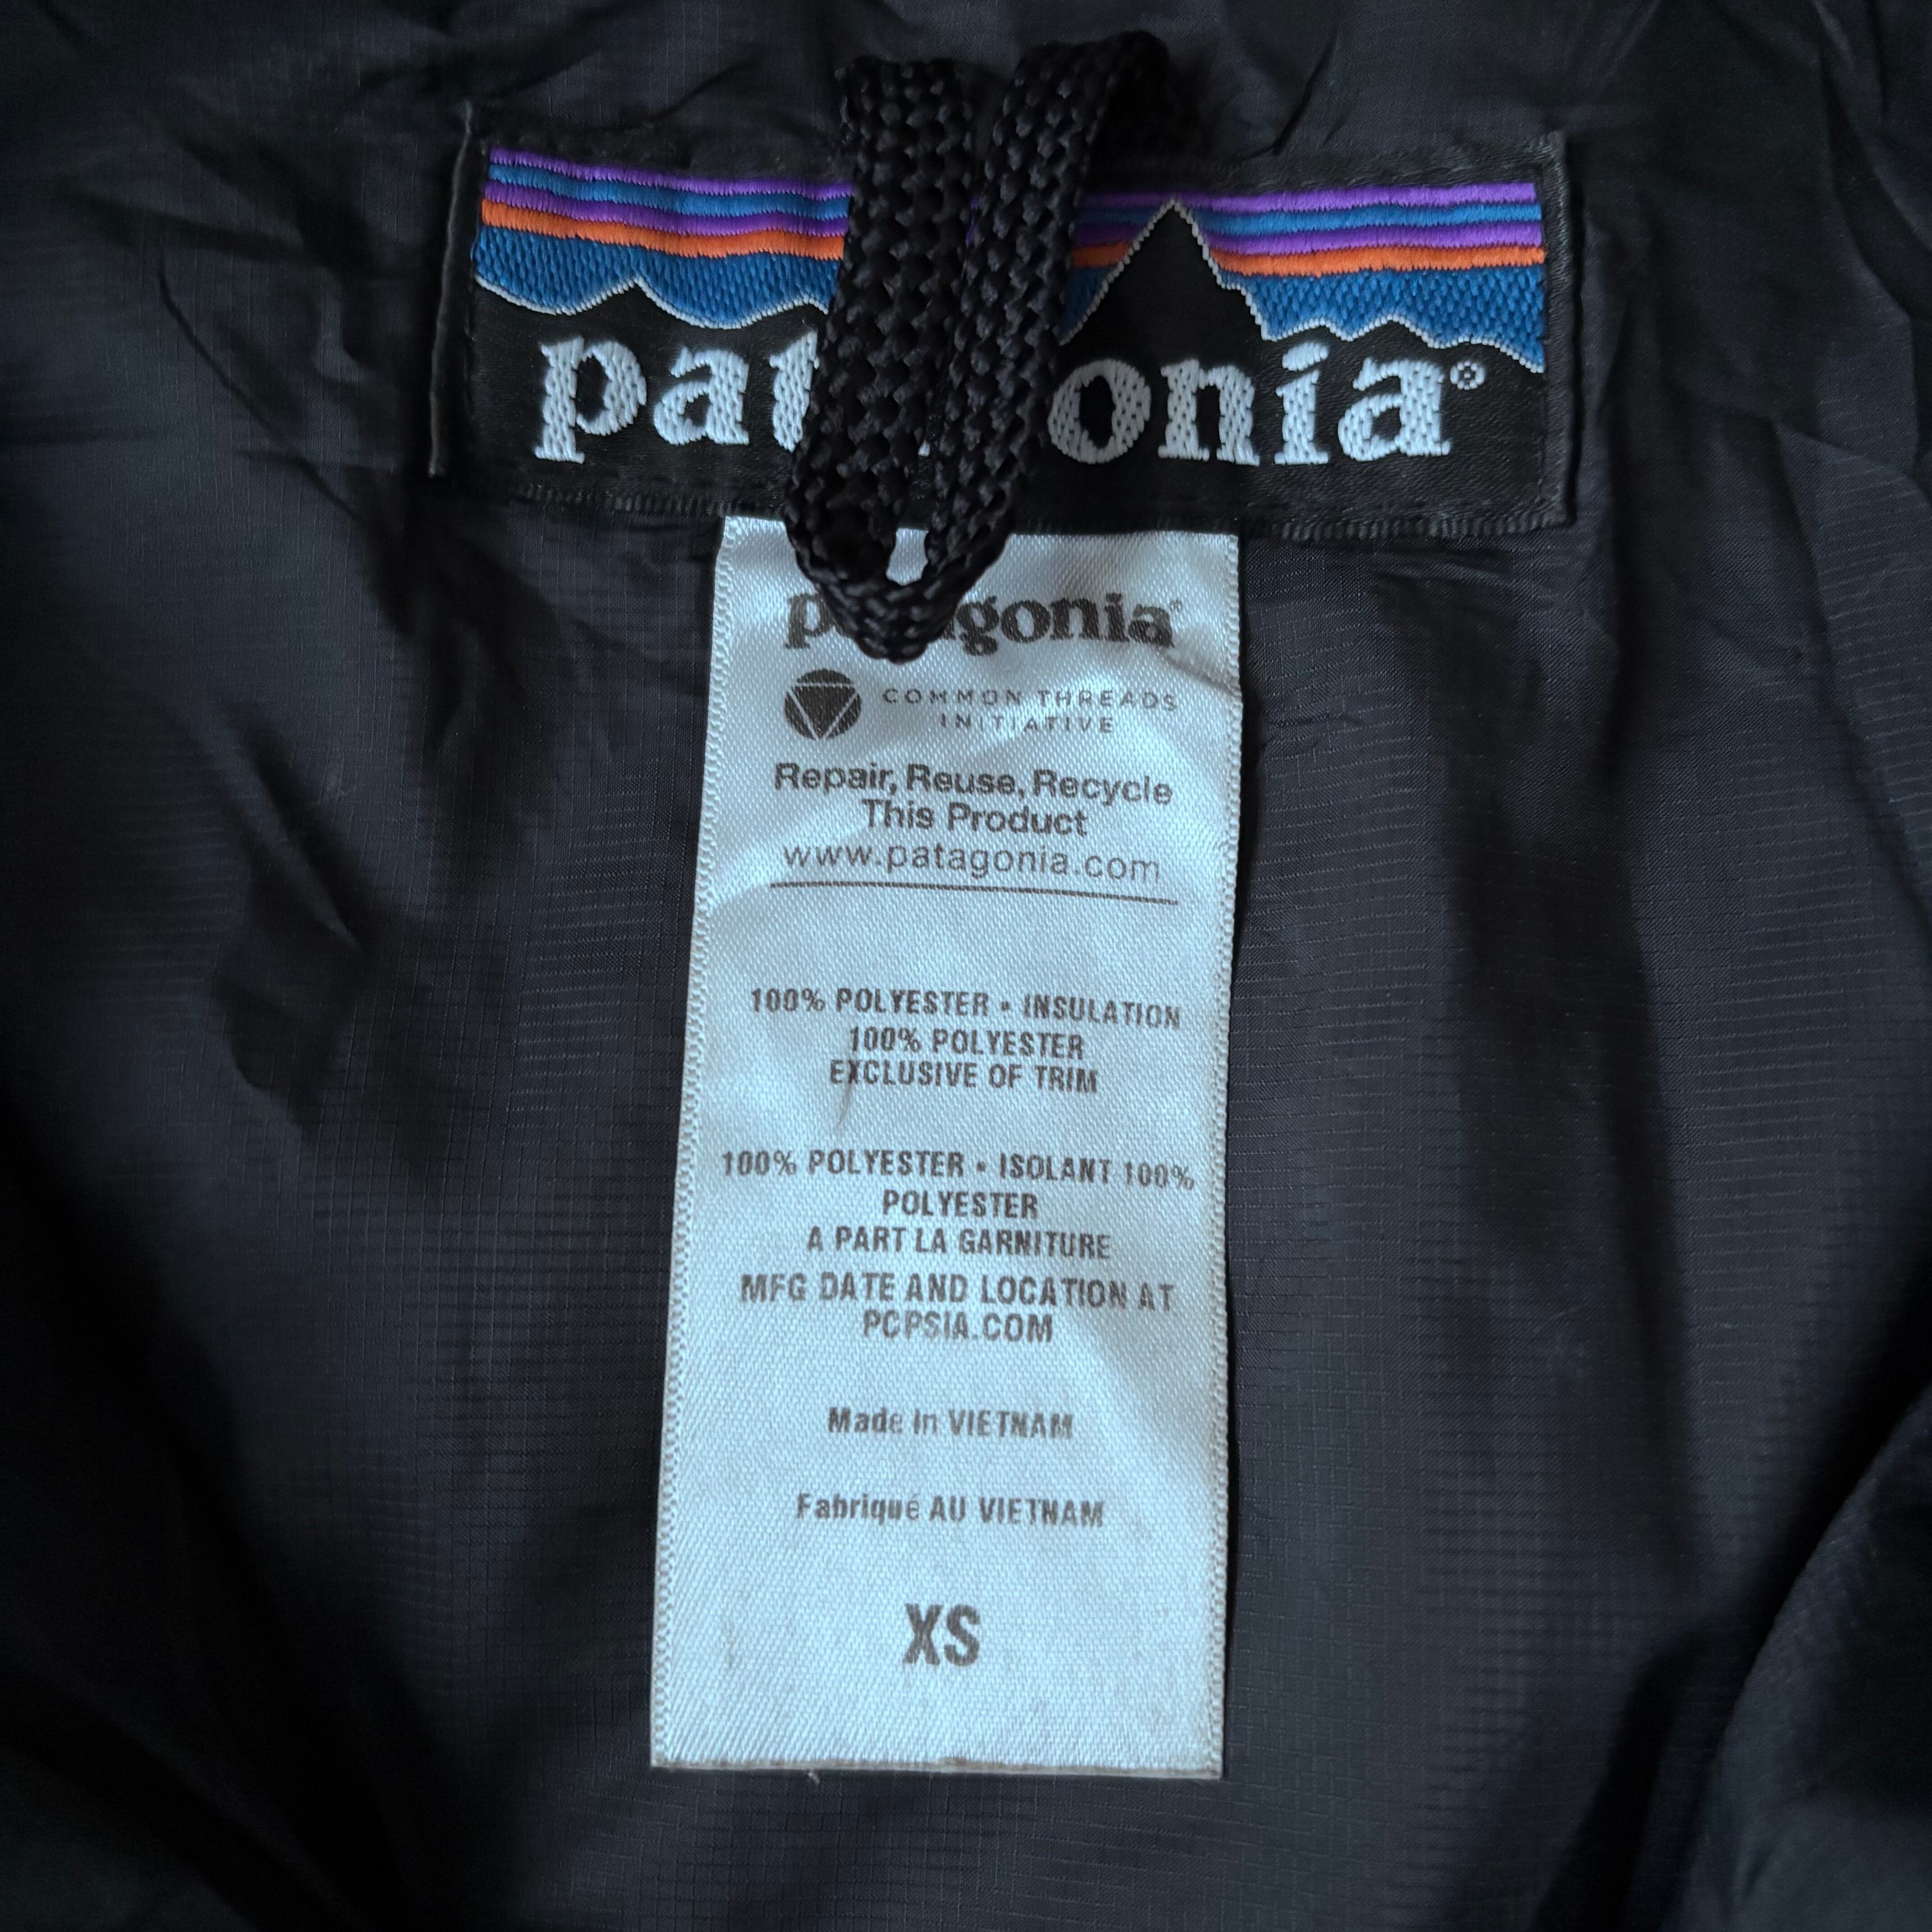 patagonia®
patagonia®
COMMON THREADS
INITIATIVE
Repair, Reuse, Recycle
This Product
www.patagonia.com
100% POLYESTER • INSULATION
100% POLYESTER
EXCLUSIVE OF TRIM
100% POLYESTER • ISOLANT 100%
POLYESTER
A PART LA GARNITURE
MFG DATE AND LOCATION AT
PCPSIA.COM
Made in VIETNAM
Fabriqué AU VIETNAM
XS